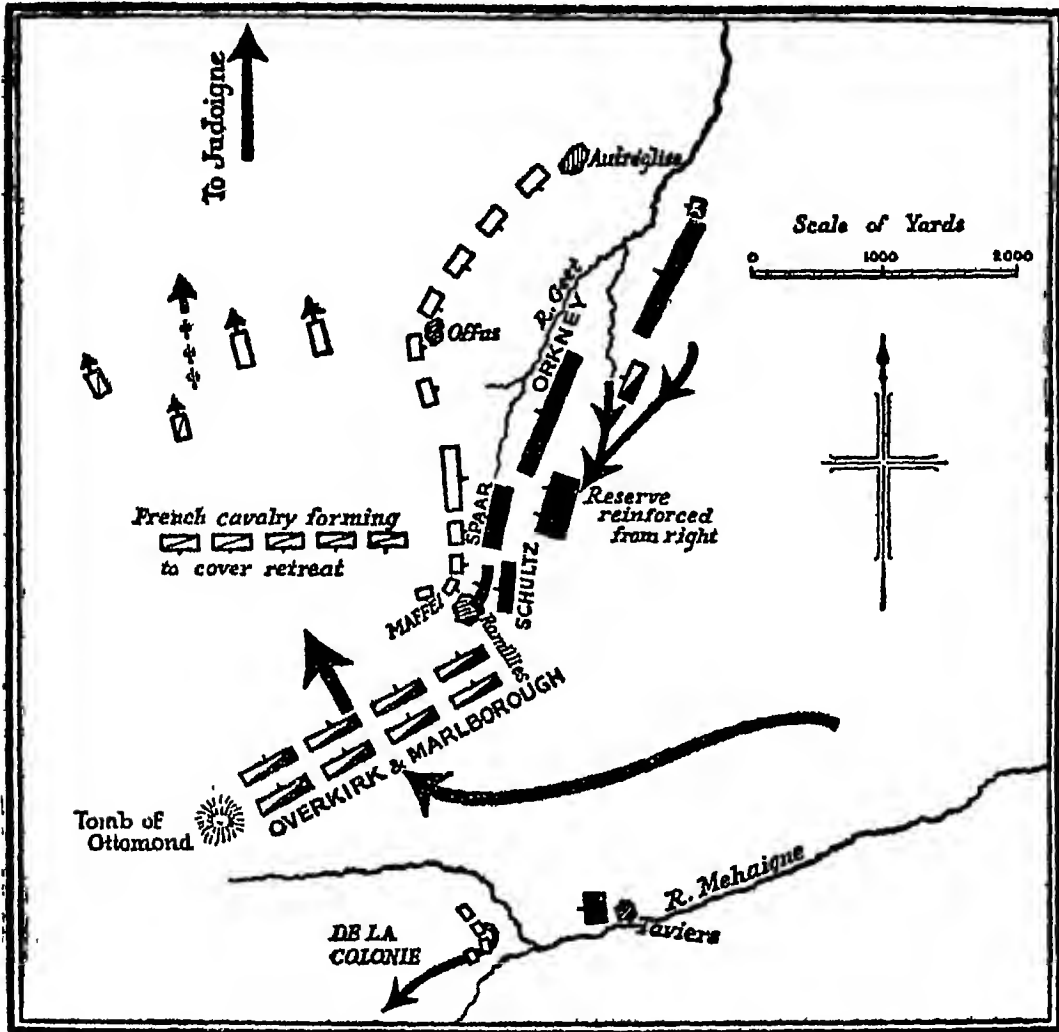 To Judoigne
Autréglise
Scale of Yards
0 1000 2000
R. Geet
Offus
ORKNEY
SPAAR
Reserve
reinforced
from right
French cavalry forming
to cover retreat
SCHULTZ
MAFFEI
Ramillies
OVERKIRK & MARLBOROUGH
Tomb of
Ottomond
R. Mehaigne
Taviers
DE LA
COLONIE